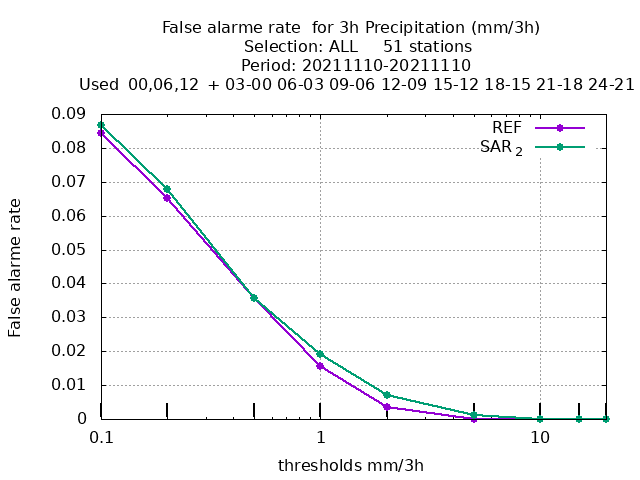 False alarme rate  for 3h Precipitation (mm/3h)
Selection: ALL     51 stations
Period: 20211110-20211110
Used  00,06,12  + 03-00 06-03 09-06 12-09 15-12 18-15 21-18 24-21
0.09
0.08
0.07
0.06
0.05
0.04
0.03
0.02
0.01
0
False alarme rate
REF
SAR 2
0.1 1 10
thresholds mm/3h